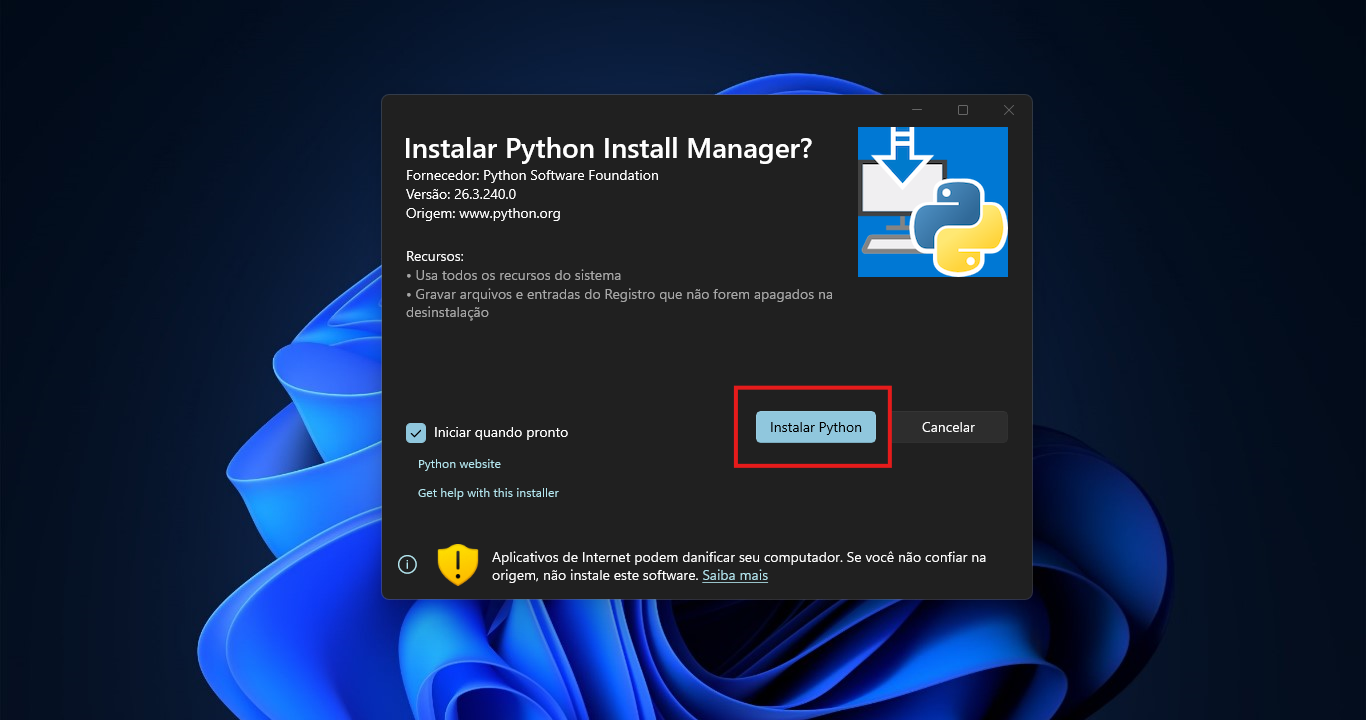 Instalar Python Install Manager?
Fornecedor: Python Software Foundation
Versão: 26.3.240.0
Origem: www.python.org
Recursos:
• Usa todos os recursos do sistema
• Gravar arquivos e entradas do Registro que não forem apagados na
desinstalação
Iniciar quando pronto
Instalar Python
Cancelar
Python website
Get help with this installer
Aplicativos de Internet podem danificar seu computador. Se você não confiar na
origem, não instale este software. Saiba mais